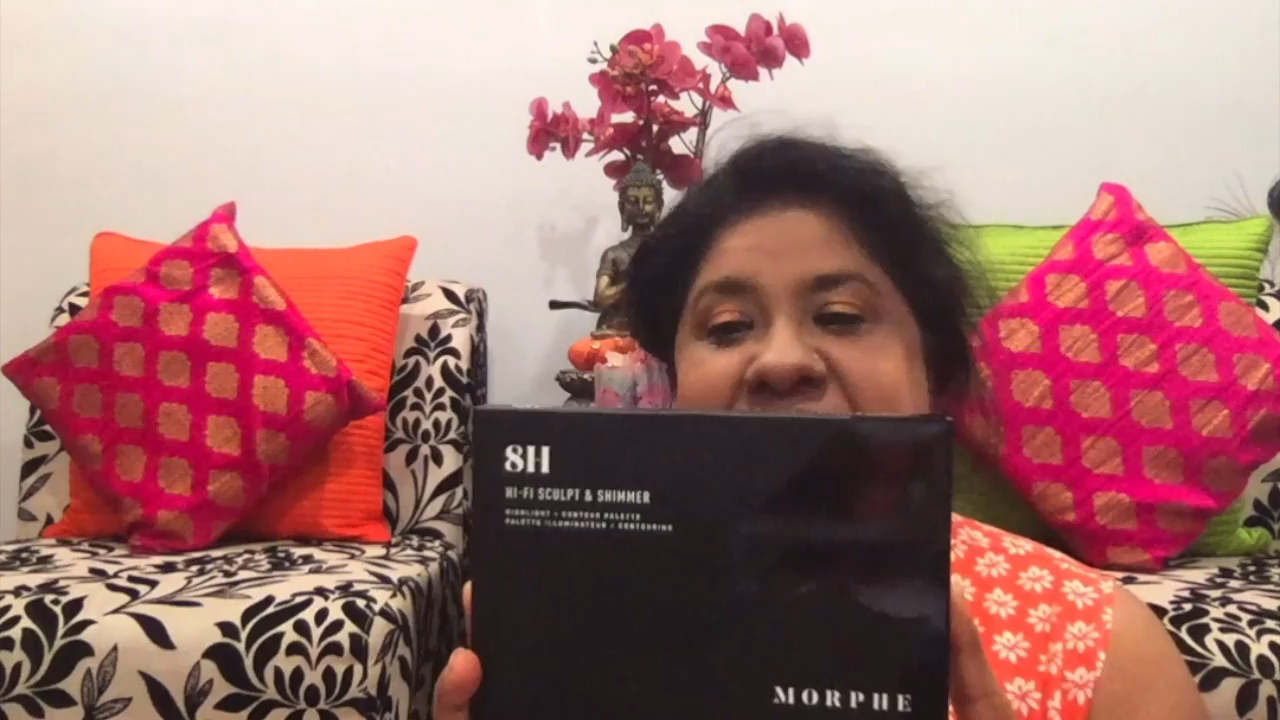 8H
HI-FI SCULPT & SHIMMER
HIGHLIGHT + CONTOUR PALETTE
PALETTE ILLUMINATEUR + CONTOURING
MORPHE